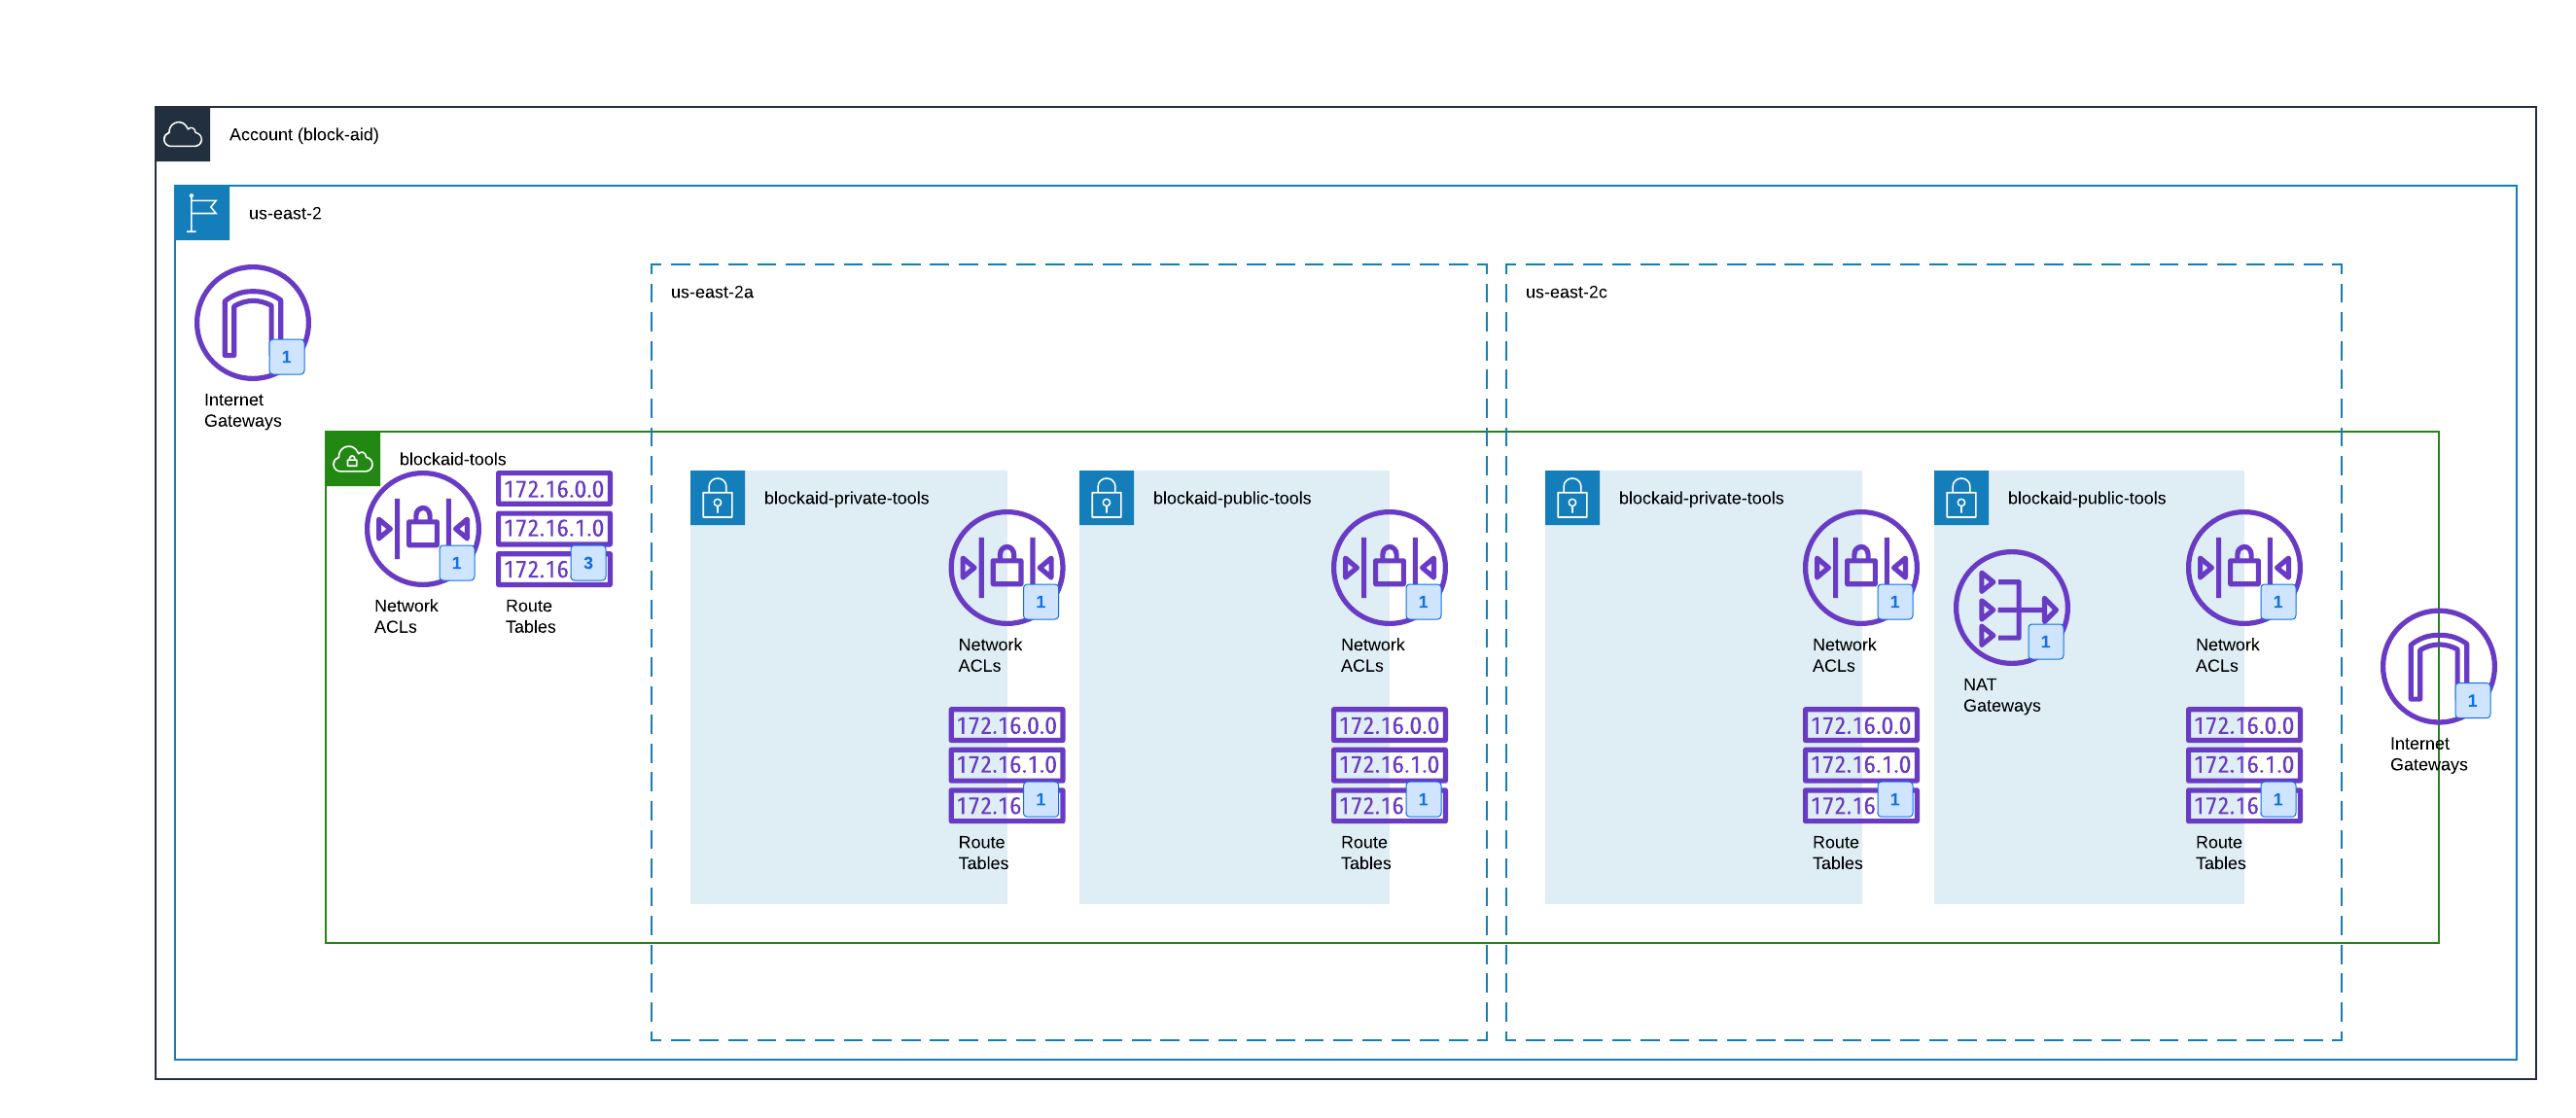 Account (block-aid)
us-east-2
us-east-2a
us-east-2c
1
Internet
Gateways
blockaid-tools
1
Network
ACLs
172.16.0.0
172.16.1.0
172.16
3
Route
Tables
blockaid-private-tools
1
Network
ACLs
172.16.0.0
172.16.1.0
172.16
1
Route
Tables
blockaid-public-tools
1
Network
ACLs
172.16.0.0
172.16.1.0
172.16
1
Route
Tables
blockaid-private-tools
1
Network
ACLs
172.16.0.0
172.16.1.0
172.16
1
Route
Tables
blockaid-public-tools
1
NAT
Gateways
1
Network
ACLs
172.16.0.0
172.16.1.0
172.16
1
Route
Tables
1
Internet
Gateways